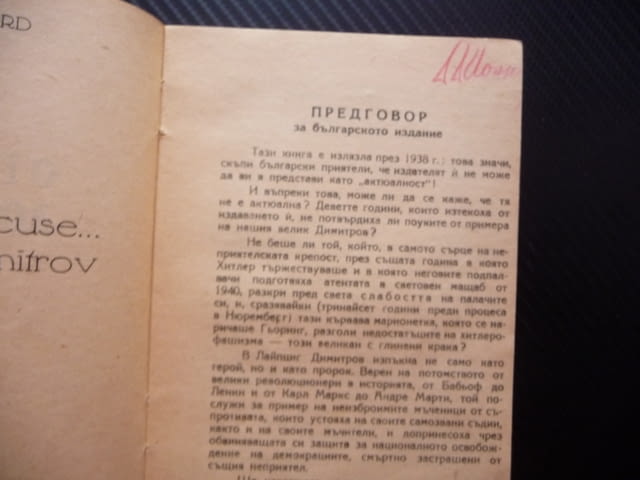 RD
cuse...
nitrov
ПРЕДГОВОР
за българското издание
Тази книга е излязла през 1938 г.: това значи,
скъпи български приятели, че издателят ѝ не може
да ви я представи като „актюалност"!
И въпреки това, може ли да се каже, че тя
не е актюална? Деветте години, които изтекоха от
издаването ѝ, не потвърдиха ли поуките от примера
на нашия велик Димитров?
Не беше ли той, който, в самото сърце на не-
приятелската крепост, през същата година в която
Хитлер тържествуваше и в която неговите подпал-
вачи подготвяха атентата в световен мащаб от
1940, разкри пред света слабостта на палачите
си, и, сразявайки (тринайсет години преди процеса
в Нюремберг) тази кървава марионетка, която се на-
ричаше Гьоринг, разголи недостатъците на хитлеро-
фашизма — този великан с глинени крака?
В Лайпциг Димитров изпъкна не само като
герой, но и като пророк. Верен на потомството от
велики революционери в историята, от Бабьоф до
Ленин и от Карл Маркс до Андре Марти, той по-
служи за пример на неизброимите мъченици от съ-
противата, които устояха на своите самозвани съдии,
както и на своите мъчители, и допринесоха чрез
обвиняващата си защита за националното освобож-
дение на демокрациите, смъртно застрашени от
същия неприятел.